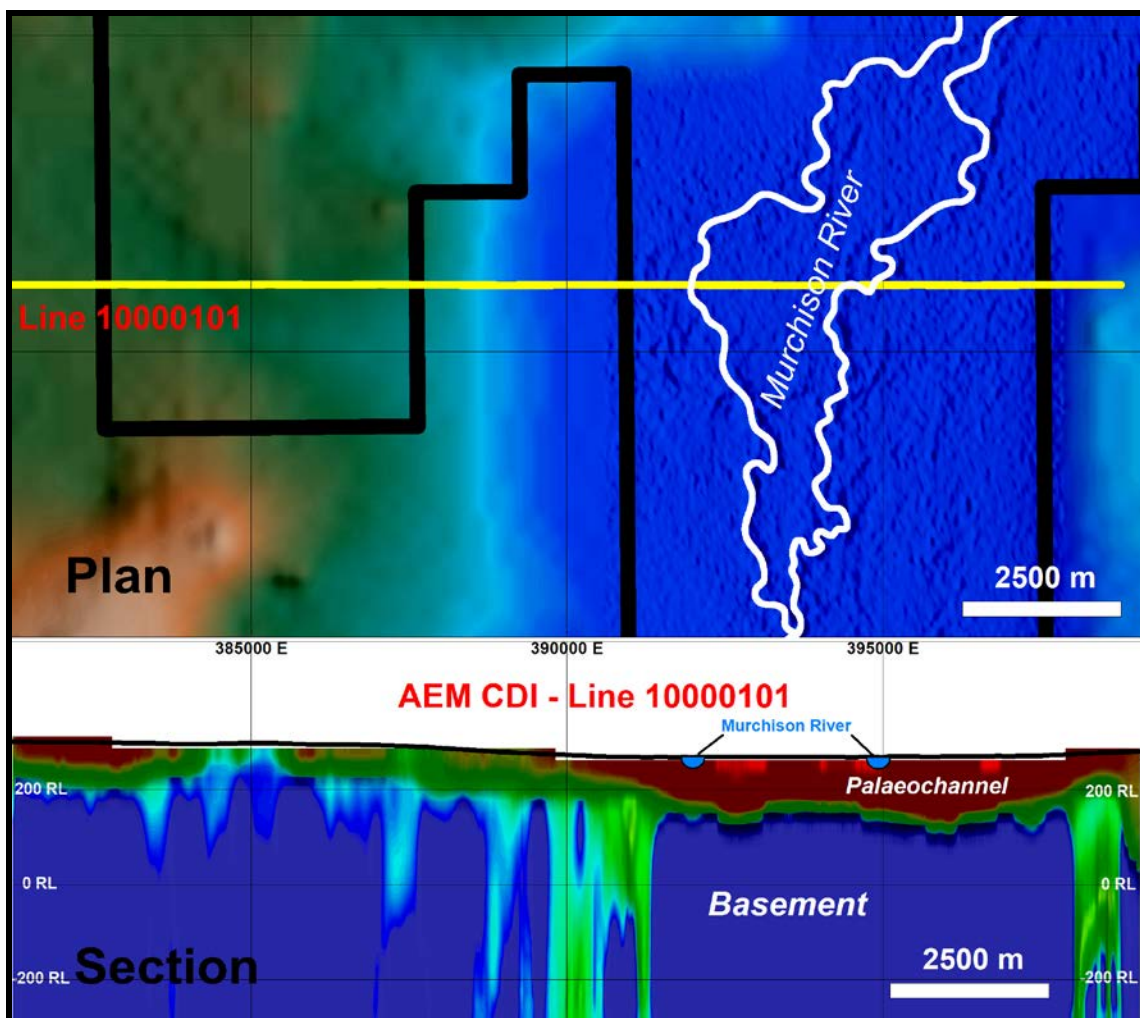 Line 10000101
Murchison River
Plan
2500 m
385000 E
390000 E
395000 E
AEM CDI - Line 10000101
Murchison River
Palaeochannel
200 RL
200 RL
0 RL
0 RL
Basement
Section
2500 m
-200 RL
-200 RL